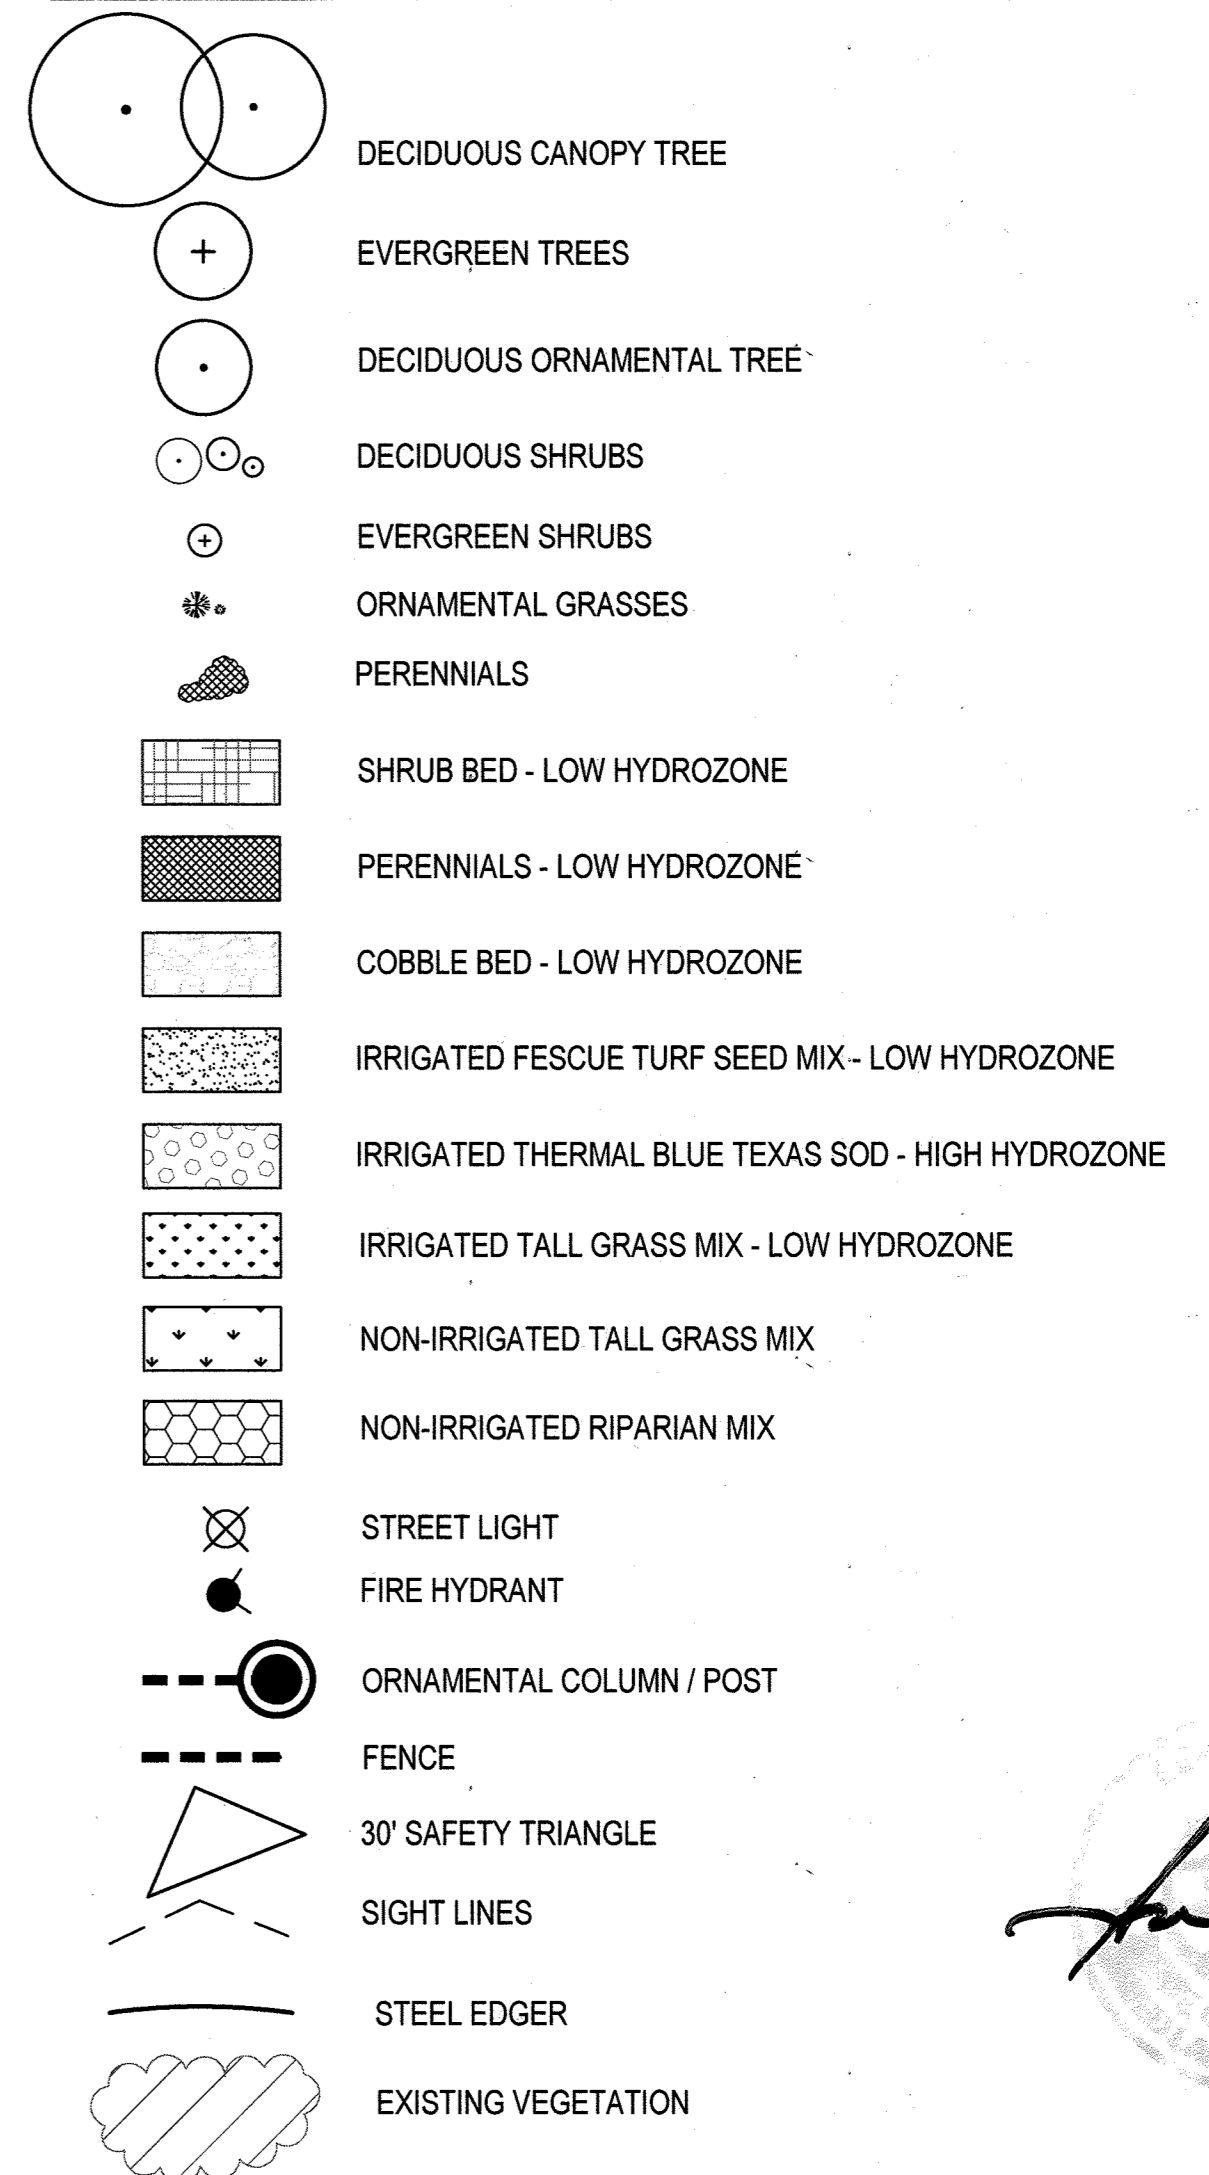 DECIDUOUS CANOPY TREE
EVERGREEN TREES
DECIDUOUS ORNAMENTAL TREE
DECIDUOUS SHRUBS
EVERGREEN SHRUBS
ORNAMENTAL GRASSES
PERENNIALS
SHRUB BED - LOW HYDROZONE
PERENNIALS - LOW HYDROZONE
COBBLE BED - LOW HYDROZONE
IRRIGATED FESCUE TURF SEED MIX - LOW HYDROZONE
IRRIGATED THERMAL BLUE TEXAS SOD - HIGH HYDROZONE
IRRIGATED TALL GRASS MIX - LOW HYDROZONE
NON-IRRIGATED TALL GRASS MIX
NON-IRRIGATED RIPARIAN MIX
STREET LIGHT
FIRE HYDRANT
ORNAMENTAL COLUMN / POST
FENCE
30' SAFETY TRIANGLE
SIGHT LINES
STEEL EDGER
EXISTING VEGETATION